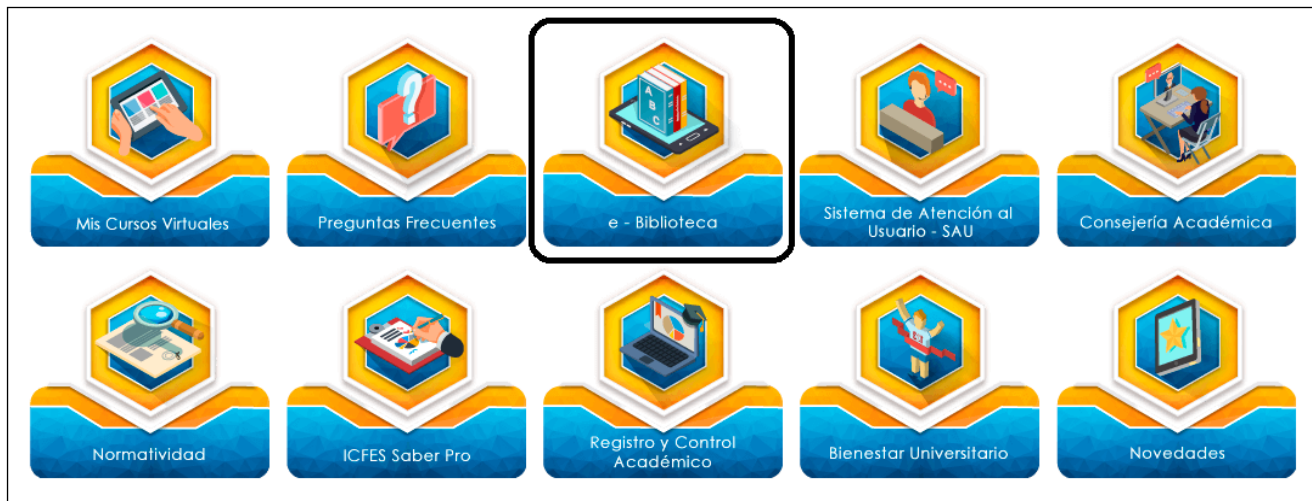 Mis Cursos Virtuales
Preguntas Frecuentes
A
B
C
e - Biblioteca
Sistema de Atención al
Usuario - SAU
Consejería Académica
Normatividad
ICFES Saber Pro
Registro y Control
Académico
Bienestar Universitario
Novedades